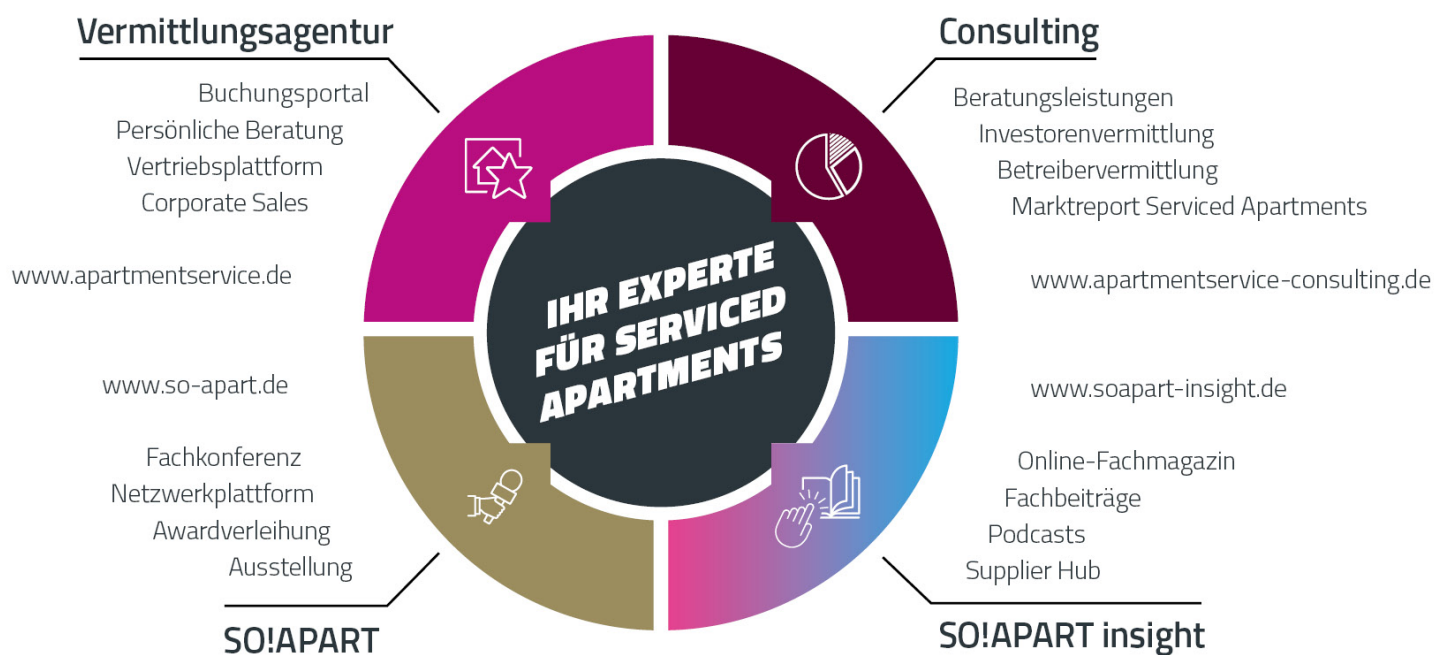 Vermittlungsagentur
Buchungsportal
Persönliche Beratung
Vertriebsplattform
Corporate Sales
www.apartmentservice.de
Consulting
Beratungsleistungen
Investorenvermittlung
Betreibervermittlung
Marktreport Serviced Apartments
www.apartmentservice-consulting.de
IHR EXPERTE
FÜR SERVICED
APARTMENTS
www.so-apart.de
Fachkonferenz
Netzwerkplattform
Awardverleihung
Ausstellung
SO!APART
www.soapart-insight.de
Online-Fachmagazin
Fachbeiträge
Podcasts
Supplier Hub
SO!APART insight